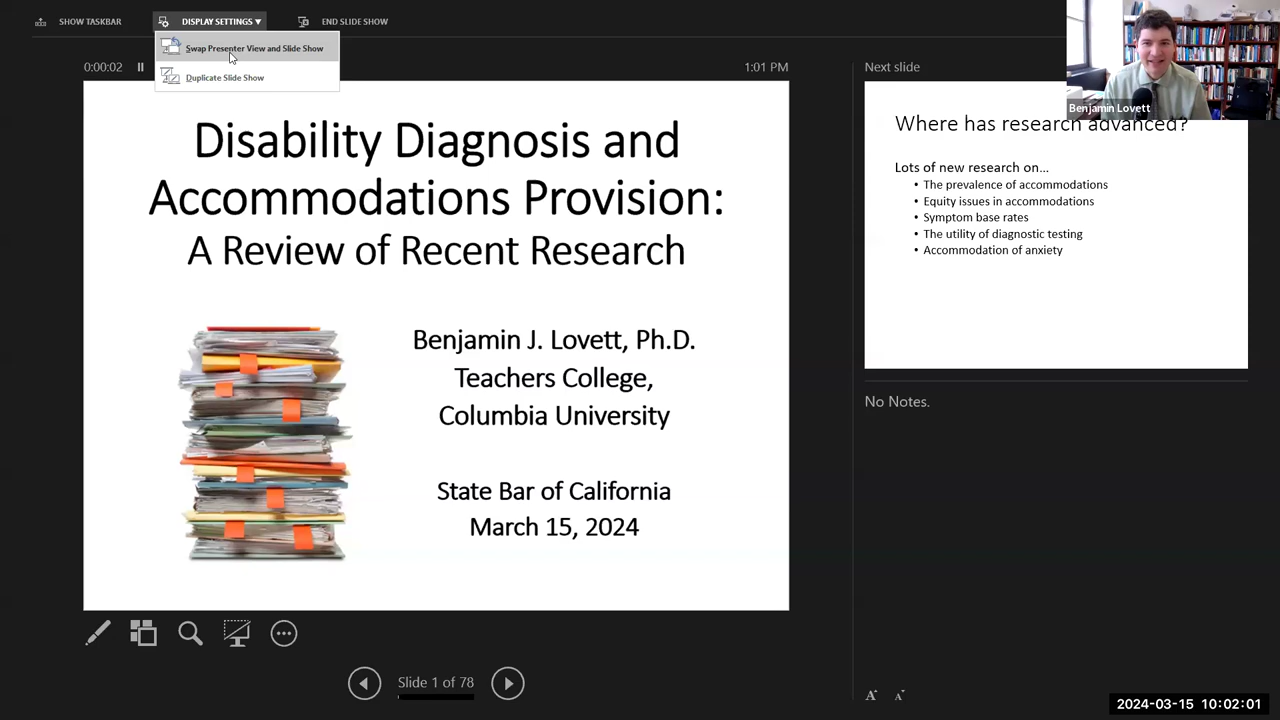 SHOW TASKBAR
DISPLAY SETTINGS ▼
END SLIDE SHOW
Swap Presenter View and Slide Show
Duplicate Slide Show
0:00:02
1:01 PM
Disability Diagnosis and
Accommodations Provision:
A Review of Recent Research
Benjamin J. Lovett, Ph.D.
Teachers College,
Columbia University
State Bar of California
March 15, 2024
Slide 1 of 78
Next slide
Benjamin Lovett
Where has research advanced?
Lots of new research on…
• The prevalence of accommodations
• Equity issues in accommodations
• Symptom base rates
• The utility of diagnostic testing
• Accommodation of anxiety
No Notes.
A A
2024-03-15 10:02:01